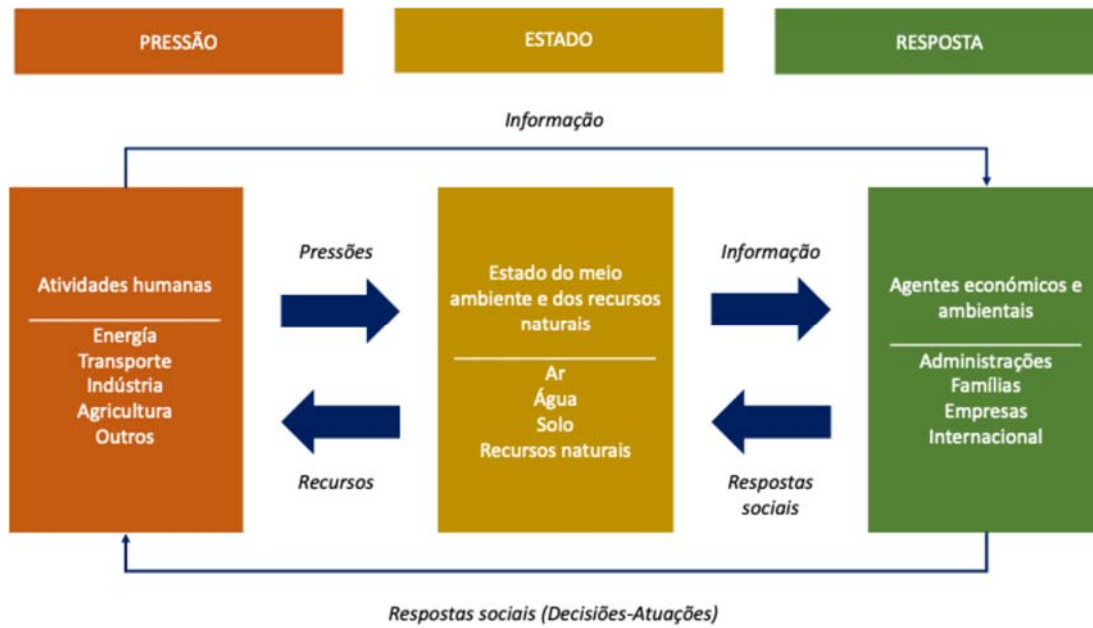 PRESSÃO
ESTADO
RESPOSTA
Informação
Atividades humanas
Energía
Transporte
Indústria
Agricultura
Outros
Pressões
Recursos
Estado do meio
ambiente e dos recursos
naturais
Ar
Água
Solo
Recursos naturais
Informação
Respostas
sociais
Agentes económicos e
ambientais
Administrações
Famílias
Empresas
Internacional
Respostas sociais (Decisiões-Atuações)